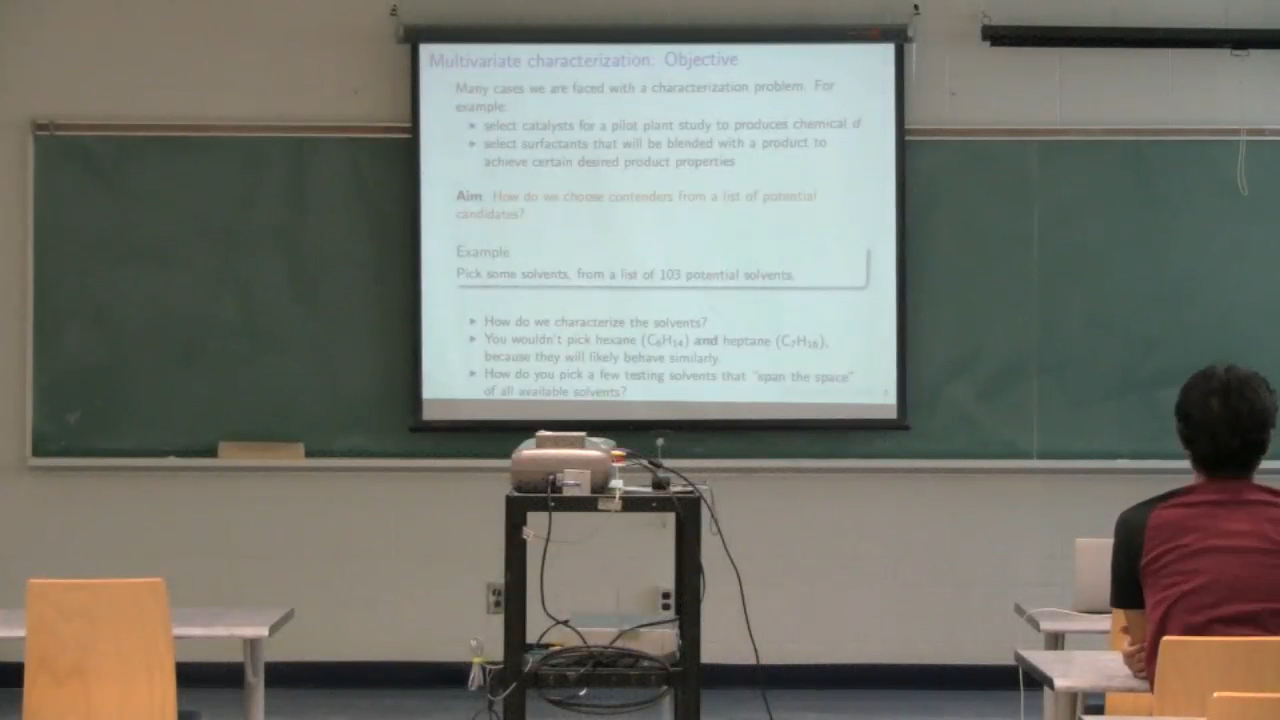 Multivariate characterization: Objective
Many cases we are faced with a characterization problem. For
example:
▸ select catalysts for a pilot plant study to produces chemical d
▸ select surfactants that will be blended with a product to
achieve certain desired product properties
Aim: How do we choose contenders from a list of potential
candidates?
Example
Pick some solvents, from a list of 103 potential solvents.
▸ How do we characterize the solvents?
▸ You wouldn't pick hexane (C₆H₁₄) and heptane (C₇H₁₆),
because they will likely behave similarly.
▸ How do you pick a few testing solvents that "span the space"
of all available solvents?